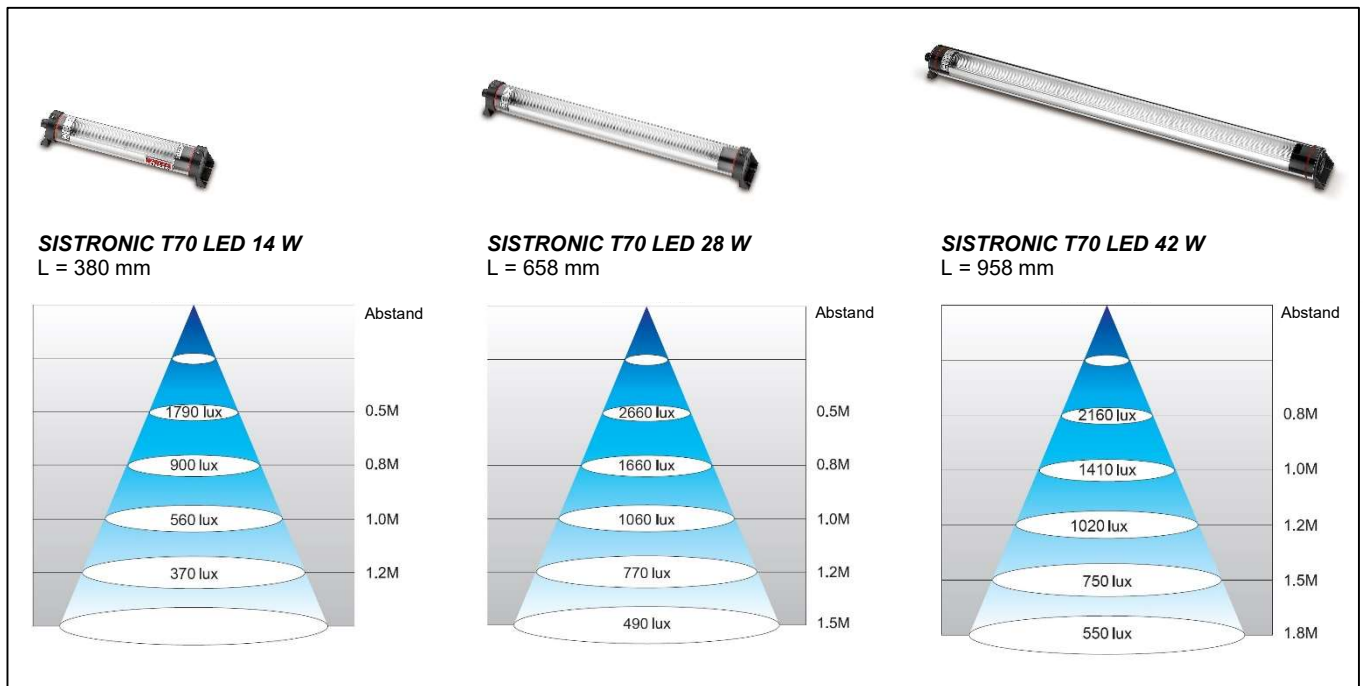 SISTRONIC T70 LED 14 W
L = 380 mm
Abstand
1790 lux
0.5M
900 lux
0.8M
560 lux
1.0M
370 lux
1.2M
SISTRONIC T70 LED 28 W
L = 658 mm
Abstand
2660 lux
0.5M
1660 lux
0.8M
1060 lux
1.0M
770 lux
1.2M
490 lux
1.5M
SISTRONIC T70 LED 42 W
L = 958 mm
Abstand
2160 lux
0.8M
1410 lux
1.0M
1020 lux
1.2M
750 lux
1.5M
550 lux
1.8M